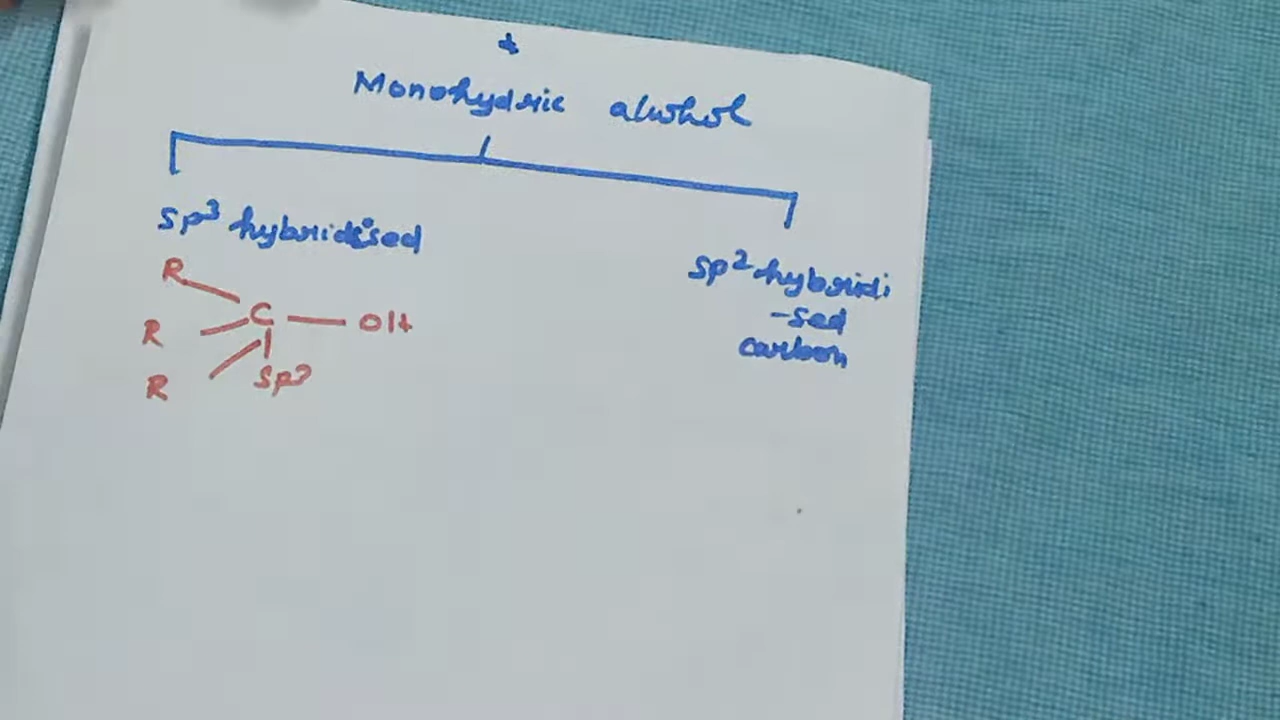 Monohydric alcohol
Sp³ hybridised
Sp² hybridi
-sed
carbon
R
C — OH
R
R
Sp³